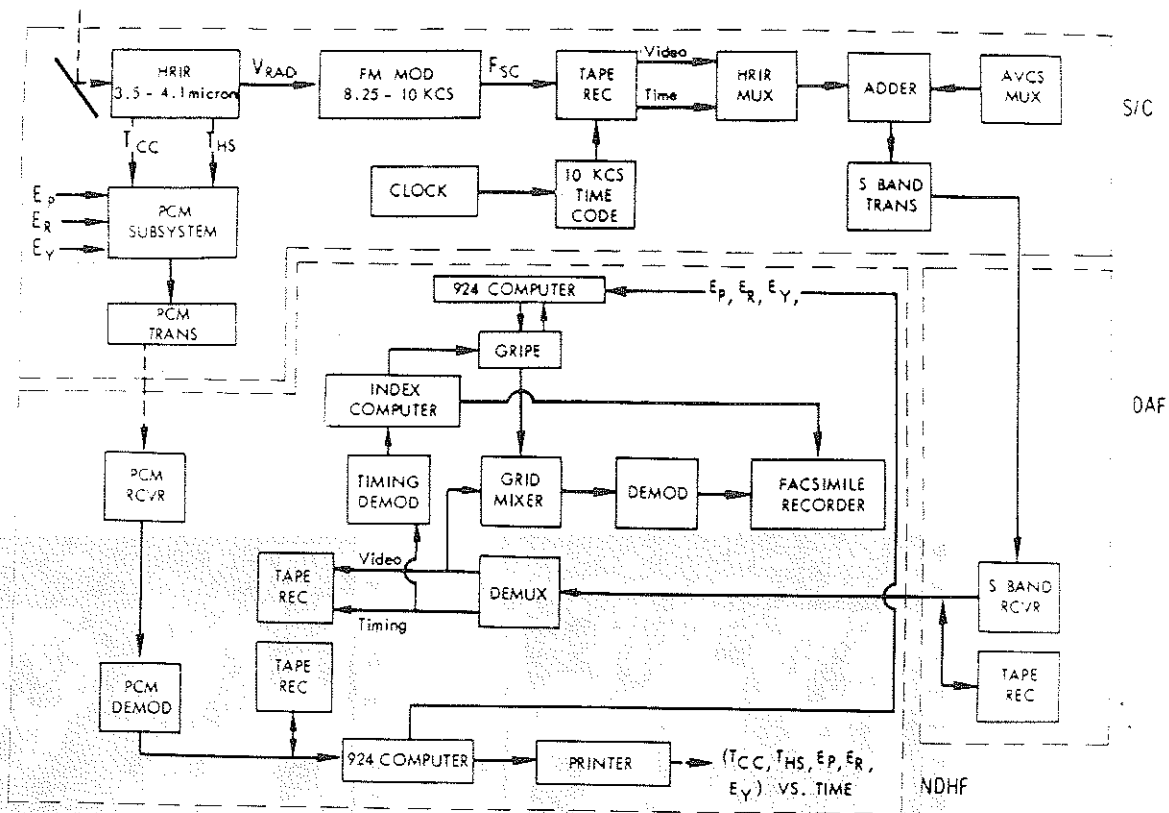 HRIR
3.5 - 4.1 micron
V_RAD
FM MOD
8.25 - 10 KCS
F_SC
TAPE
REC
Video
Time
HRIR
MUX
ADDER
AVCS
MUX
S/C
T_CC
T_HS
E_P
E_R
E_Y
PCM
SUBSYSTEM
CLOCK
10 KCS
TIME
CODE
S BAND
TRANS
PCM
TRANS
924 COMPUTER
E_P, E_R, E_Y,
GRIPE
INDEX
COMPUTER
DAF
PCM
RCVR
TIMING
DEMOD
GRID
MIXER
DEMOD
FACSIMILE
RECORDER
TAPE
REC
Video
Timing
DEMUX
S BAND
RCVR
TAPE
REC
TAPE
REC
PCM
DEMOD
924 COMPUTER
PRINTER
(T_CC, T_HS, E_P, E_R,
E_Y) VS. TIME
NDHF